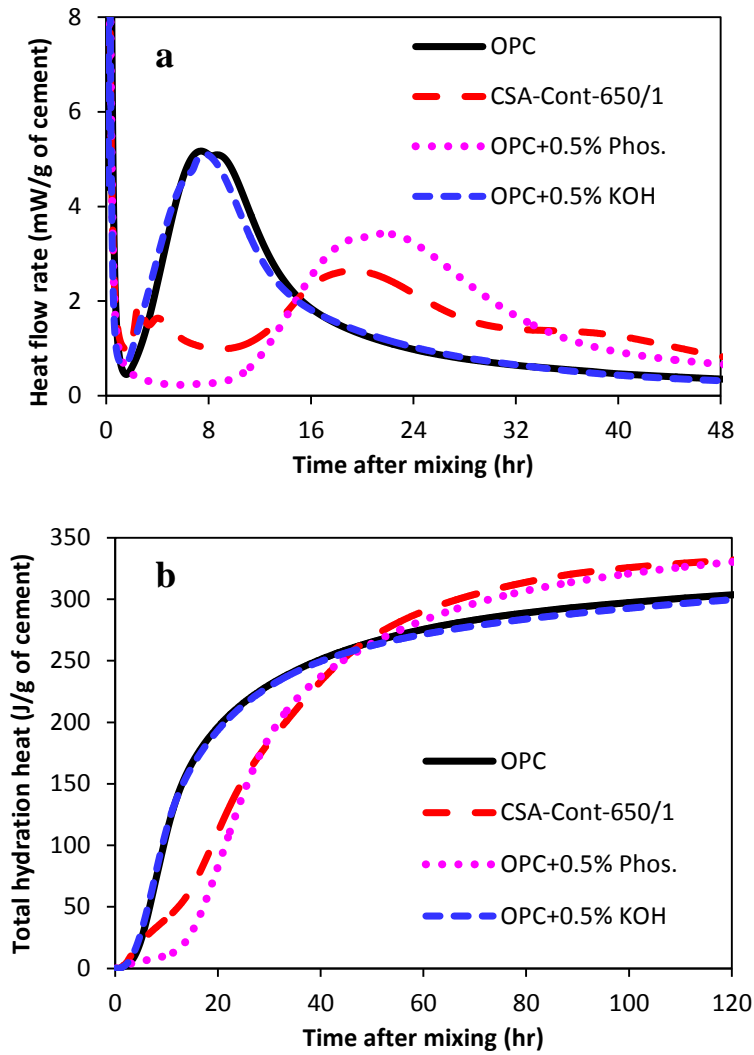 8
6
4
2
0
Heat flow rate (mW/g of cement)
a
OPC
CSA-Cont-650/1
OPC+0.5% Phos.
OPC+0.5% KOH
0 8 16 24 32 40 48
Time after mixing (hr)
350
300
250
200
150
100
50
0
Total hydration heat (J/g of cement)
b
OPC
CSA-Cont-650/1
OPC+0.5% Phos.
OPC+0.5% KOH
0 20 40 60 80 100 120
Time after mixing (hr)